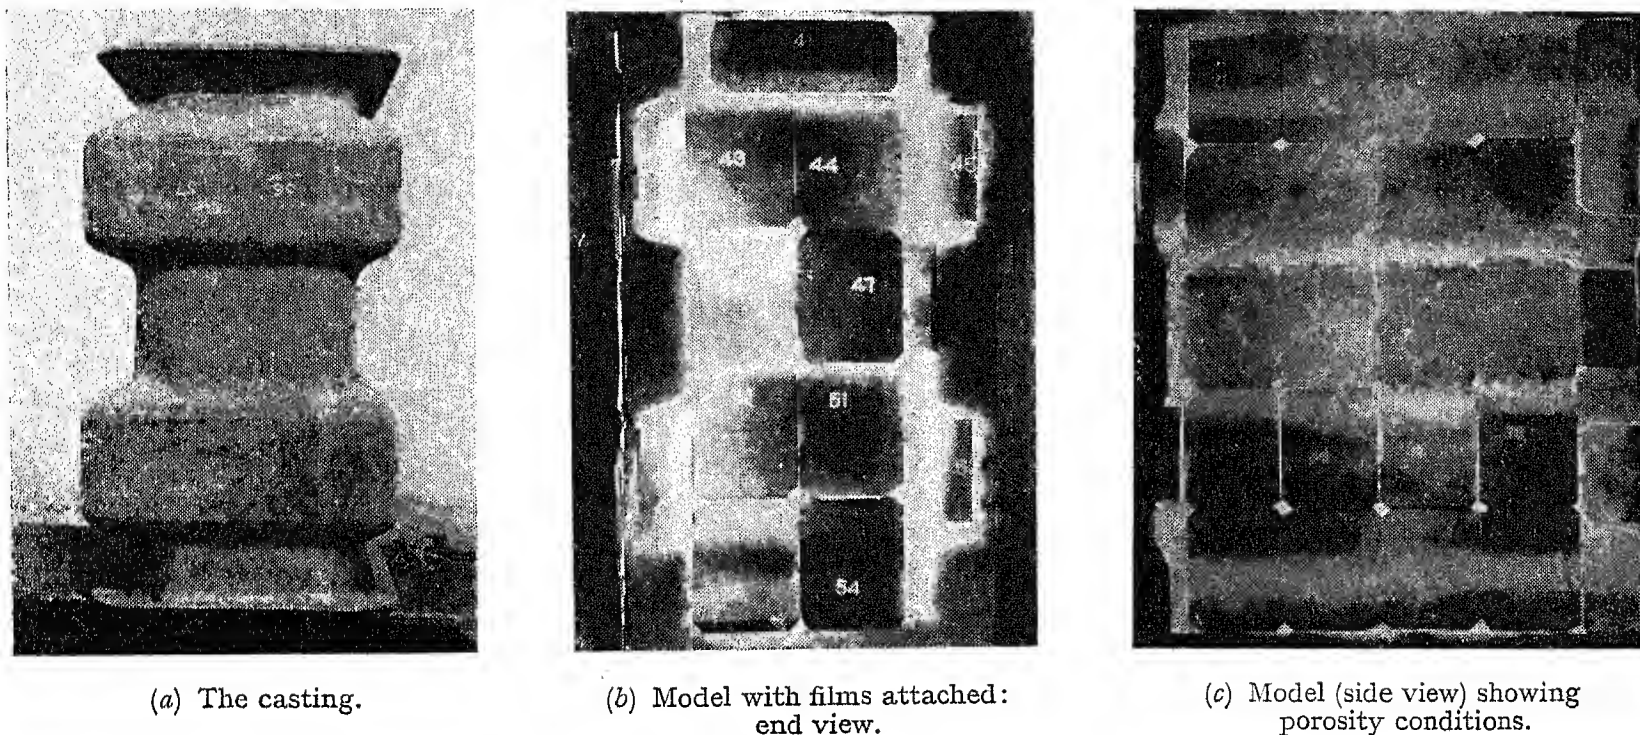 4
43
44
45
47
51
54
(a) The casting.
(b) Model with films attached:
end view.
(c) Model (side view) showing
porosity conditions.